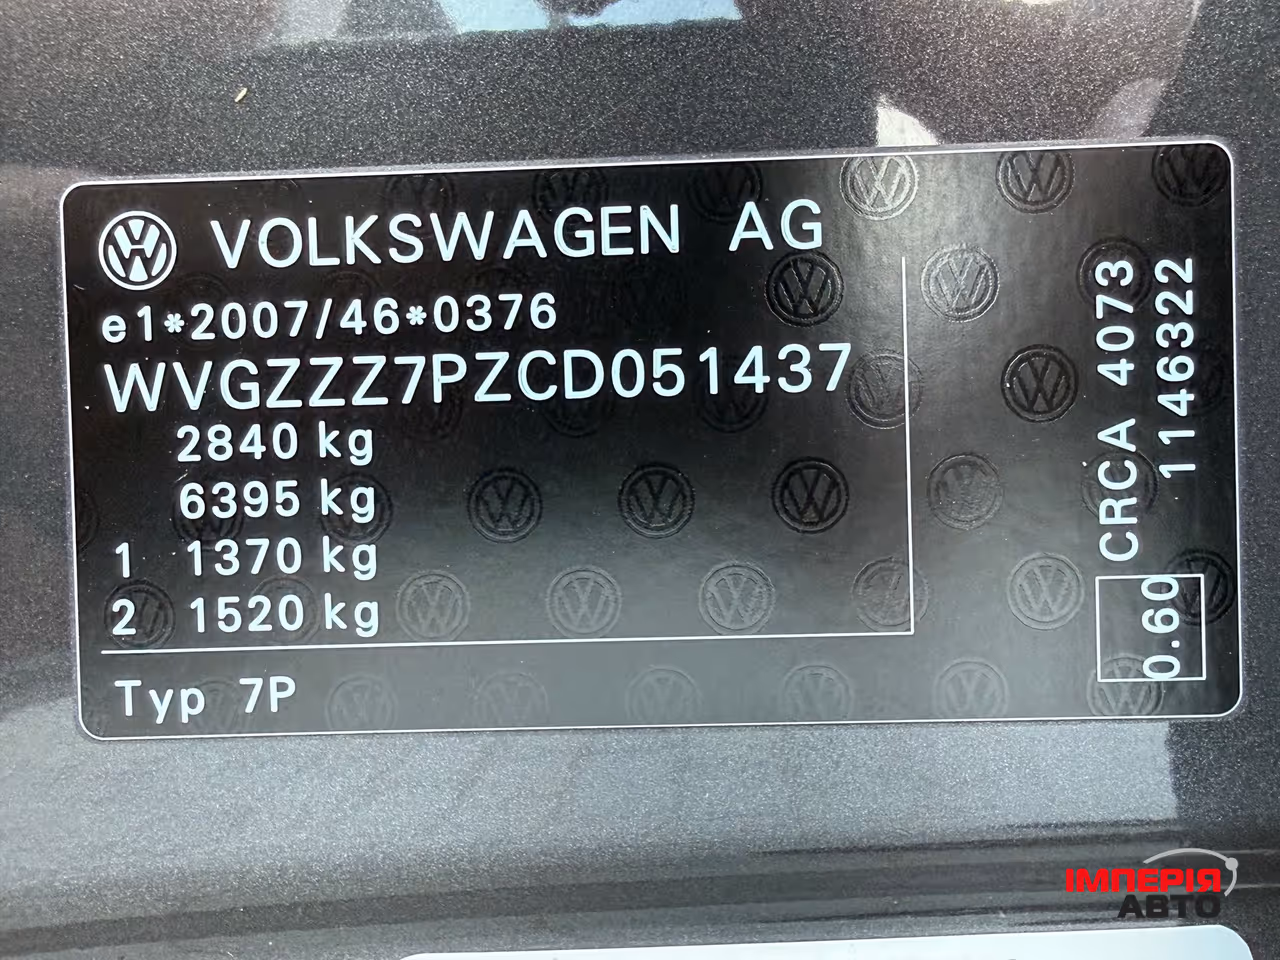 VOLKSWAGEN AG
e1*2007/46*0376
WVGZZZ7PZCD051437
2840 kg
6395 kg
1 1370 kg
2 1520 kg
Typ 7P
CRCA 4073
1146322
0.60
ІМПЕРІЯ
АВТО